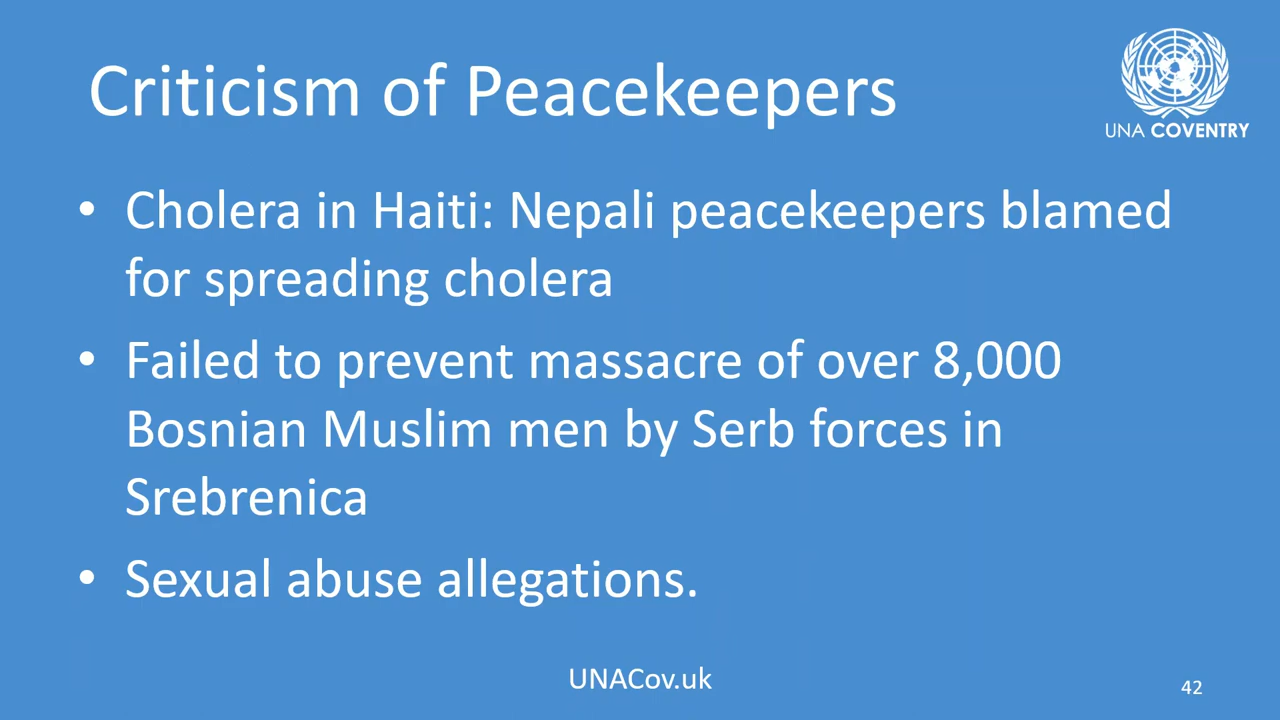 Criticism of Peacekeepers
UNA COVENTRY
• Cholera in Haiti: Nepali peacekeepers blamed
for spreading cholera
• Failed to prevent massacre of over 8,000
Bosnian Muslim men by Serb forces in
Srebrenica
• Sexual abuse allegations.
UNACov.uk
42